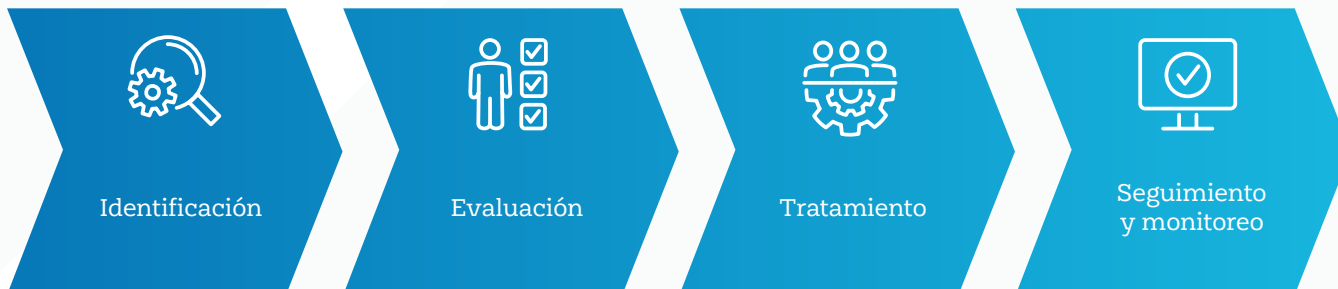 Identificación
Evaluación
Tratamiento
Seguimiento
y monitoreo